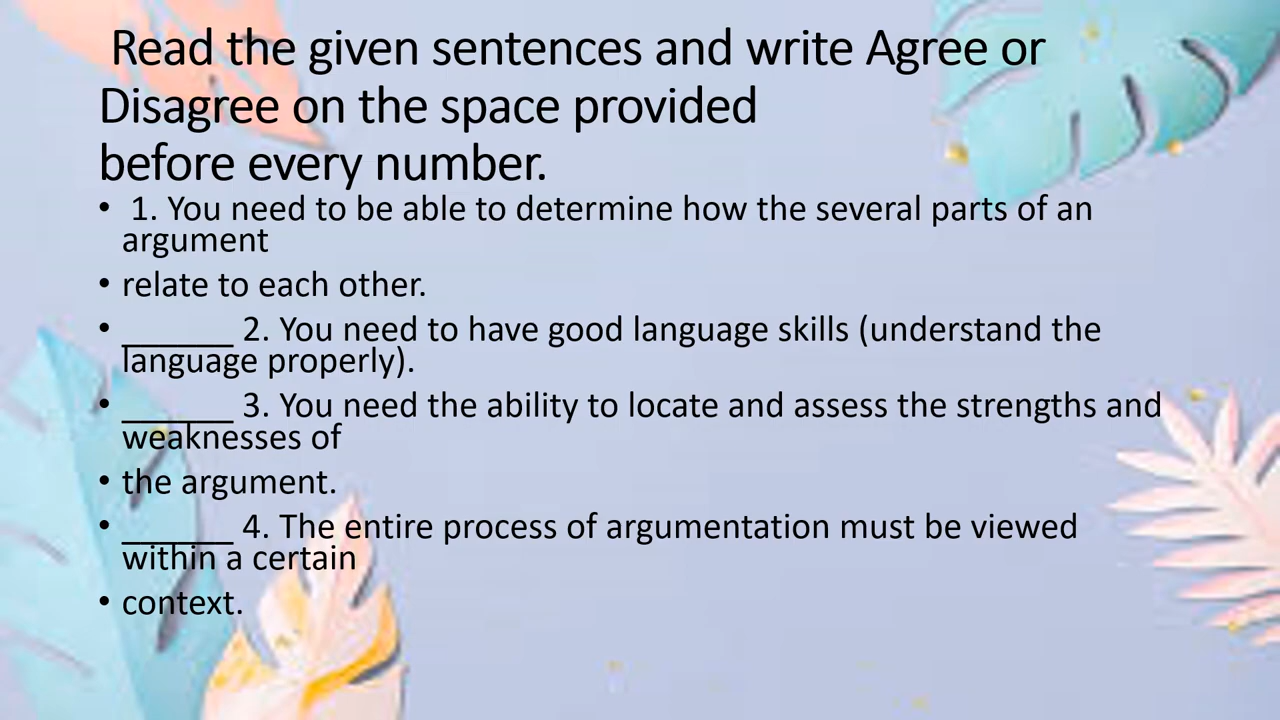 Read the given sentences and write Agree or
Disagree on the space provided
before every number.
• 1. You need to be able to determine how the several parts of an
argument
• relate to each other.
• ______ 2. You need to have good language skills (understand the
language properly).
• ______ 3. You need the ability to locate and assess the strengths and
weaknesses of
• the argument.
• ______ 4. The entire process of argumentation must be viewed
within a certain
• context.